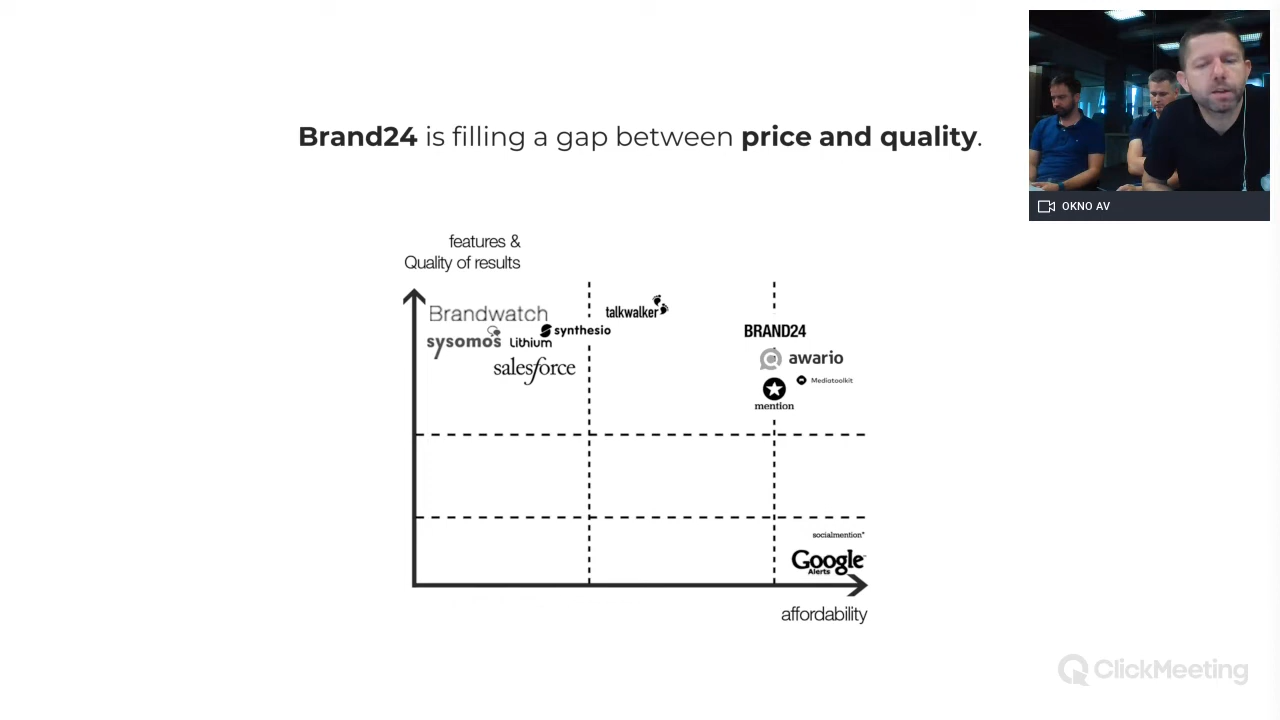 Brand24 is filling a gap between price and quality.
OKNO AV
features &
Quality of results
Brandwatch
talkwalker
synthesio
BRAND24
sysomos
Lithium
awario
salesforce
Mediatoolkit
mention
socialmention*
Google
Alerts
affordability
ClickMeeting